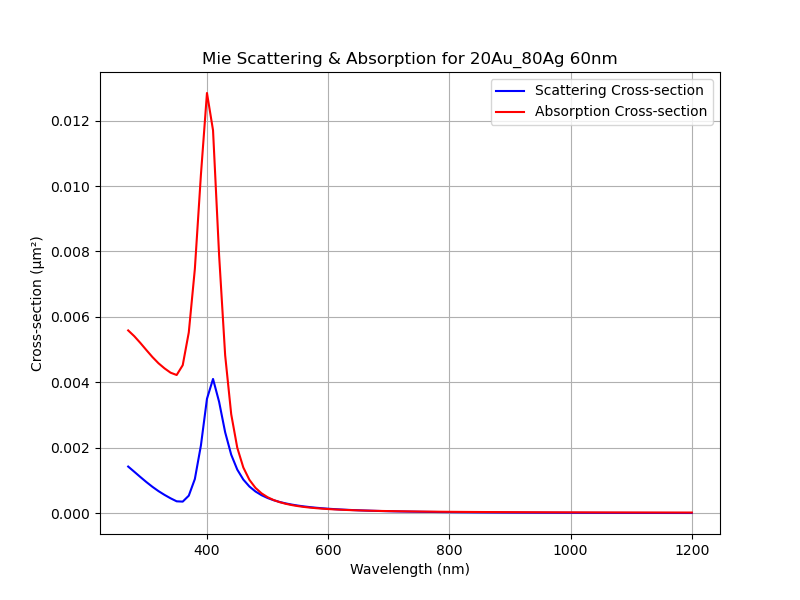 Mie Scattering & Absorption for 20Au_80Ag 60nm
Scattering Cross-section
Absorption Cross-section
0.012
0.010
0.008
0.006
0.004
0.002
0.000
Cross-section (μm²)
400 600 800 1000 1200
Wavelength (nm)